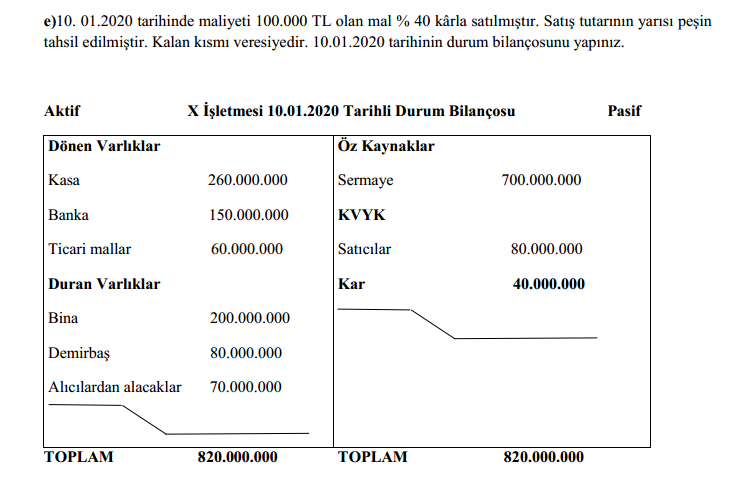 e)10. 01.2020 tarihinde maliyeti 100.000 TL olan mal % 40 kârla satılmıştır. Satış tutarının yarısı peşin
tahsil edilmiştir. Kalan kısmı veresiyedir. 10.01.2020 tarihinin durum bilançosunu yapınız.
Aktif X İşletmesi 10.01.2020 Tarihli Durum Bilançosu Pasif
Dönen Varlıklar Öz Kaynaklar
Kasa 260.000.000 Sermaye 700.000.000
Banka 150.000.000 KVYK
Ticari mallar 60.000.000 Satıcılar 80.000.000
Duran Varlıklar Kar 40.000.000
Bina 200.000.000
Demirbaş 80.000.000
Alıcılardan alacaklar 70.000.000
TOPLAM 820.000.000 TOPLAM 820.000.000